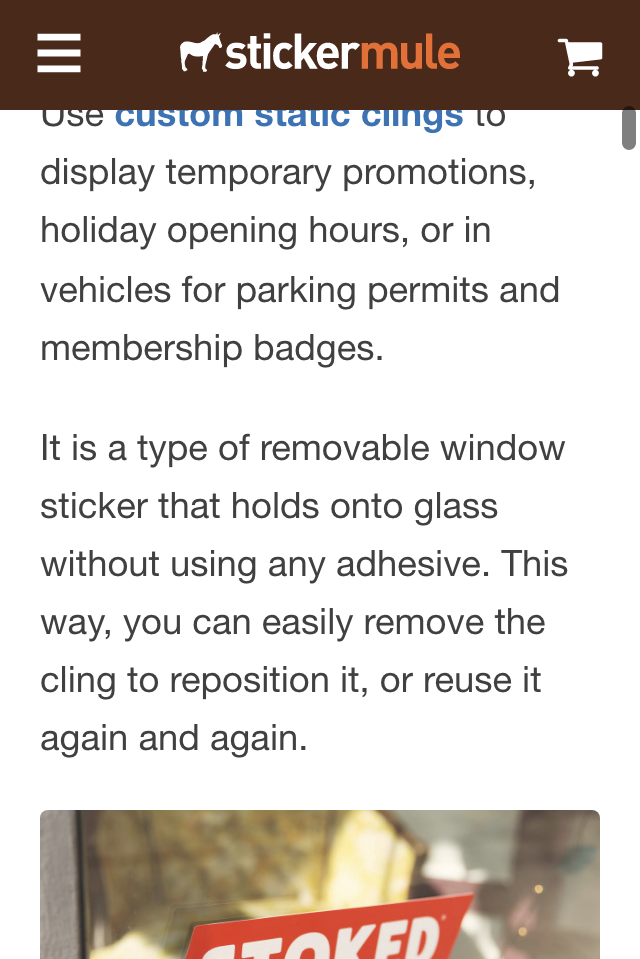 stickermule
Use custom static clings to
display temporary promotions,
holiday opening hours, or in
vehicles for parking permits and
membership badges.
It is a type of removable window
sticker that holds onto glass
without using any adhesive. This
way, you can easily remove the
cling to reposition it, or reuse it
again and again.
STOKED